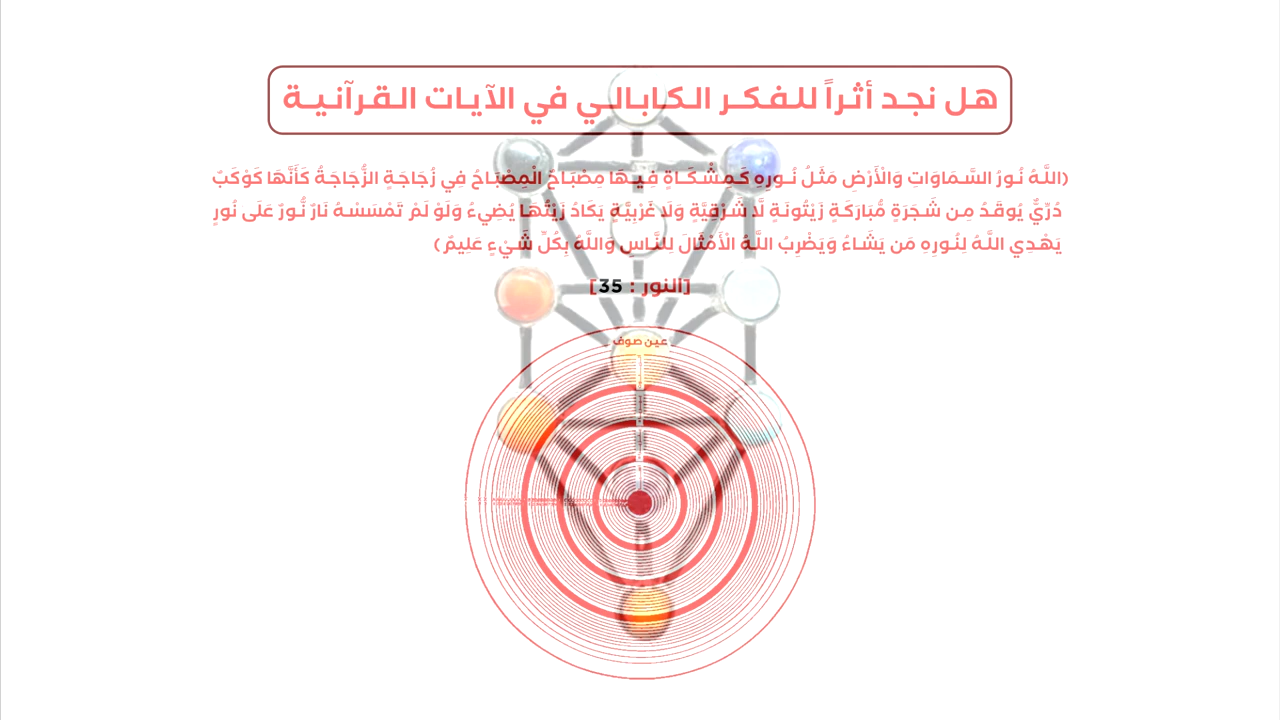 هل نجد أثراً للفكر الكابالي في الآيات القرآنية
(اللَّهُ نُورُ السَّمَاوَاتِ وَالْأَرْضِ مَثَلُ نُورِهِ كَمِشْكَاةٍ فِيهَا مِصْبَاحٌ الْمِصْبَاحُ فِي زُجَاجَةٍ الزُّجَاجَةُ كَأَنَّهَا كَوْكَبٌ
دُرِّيٌّ يُوقَدُ مِن شَجَرَةٍ مُّبَارَكَةٍ زَيْتُونَةٍ لَّا شَرْقِيَّةٍ وَلَا غَرْبِيَّةٍ يَكَادُ زَيْتُهَا يُضِيءُ وَلَوْ لَمْ تَمْسَسْهُ نَارٌ نُّورٌ عَلَى نُورٍ
يَهْدِي اللَّهُ لِنُورِهِ مَن يَشَاءُ وَيَضْرِبُ اللَّهُ الْأَمْثَالَ لِلنَّاسِ وَاللَّهُ بِكُلِّ شَيْءٍ عَلِيمٌ)
[النور : 35]
عين صوف